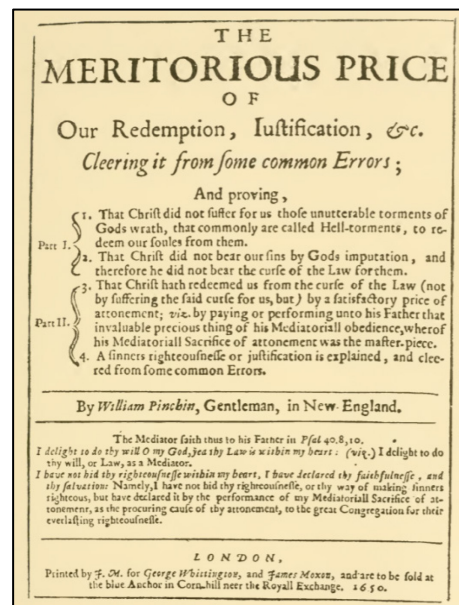 THE
MERITORIOUS PRICE
OF
Our Redemption, Iuſtification, &c.
Cleering it from ſome common Errors;
And proving,
Part I.
1. That Chriſt did not ſuffer for us thoſe unutterable torments of
Gods wrath, that commonly are called Hell-torments, to re-
deem our ſoules from them.
2. That Chriſt did not bear our ſins by Gods imputation, and
therefore he did not bear the curſe of the Law for them.
Part II.
3. That Chriſt hath redeemed us from the curſe of the Law (not
by ſuffering the ſaid curſe for us, but) by a ſatisfactory price of
attonement; viz. by paying or performing unto his Father that
invaluable precious thing of his Mediatoriall obedience, wherof
his Mediatoriall Sacrifice of attonement was the maſter-piece.
4. A ſinners righteouſneſſe or juſtification is explained, and clee-
red from ſome common Errors.
By William Pinchin, Gentleman, in New-England.
The Mediator ſaith thus to his Father in Pſal 40.8,10.
I delight to do thy will O my God, yea thy Law is within my heart: (viz.) I delight to do
thy will, or Law, as a Mediator.
I have not hid thy righteouſneſſe within my heart, I have declared thy faithfulneſſe, and
thy ſalvation: Namely, I have not hid thy righteouſneſſe, or thy way of making ſinners
righteous, but have declared it by the performance of my Mediatoriall Sacrifice of at-
tonement, as the procuring cauſe of thy attonement, to the great Congregation for their
everlaſting righteouſneſſe.
LONDON,
Printed by J. M. for George Whittington, and James Moxon, and are to be ſold at
the blue Anchor in Corn-hill neer the Royall Exchange. 1650.